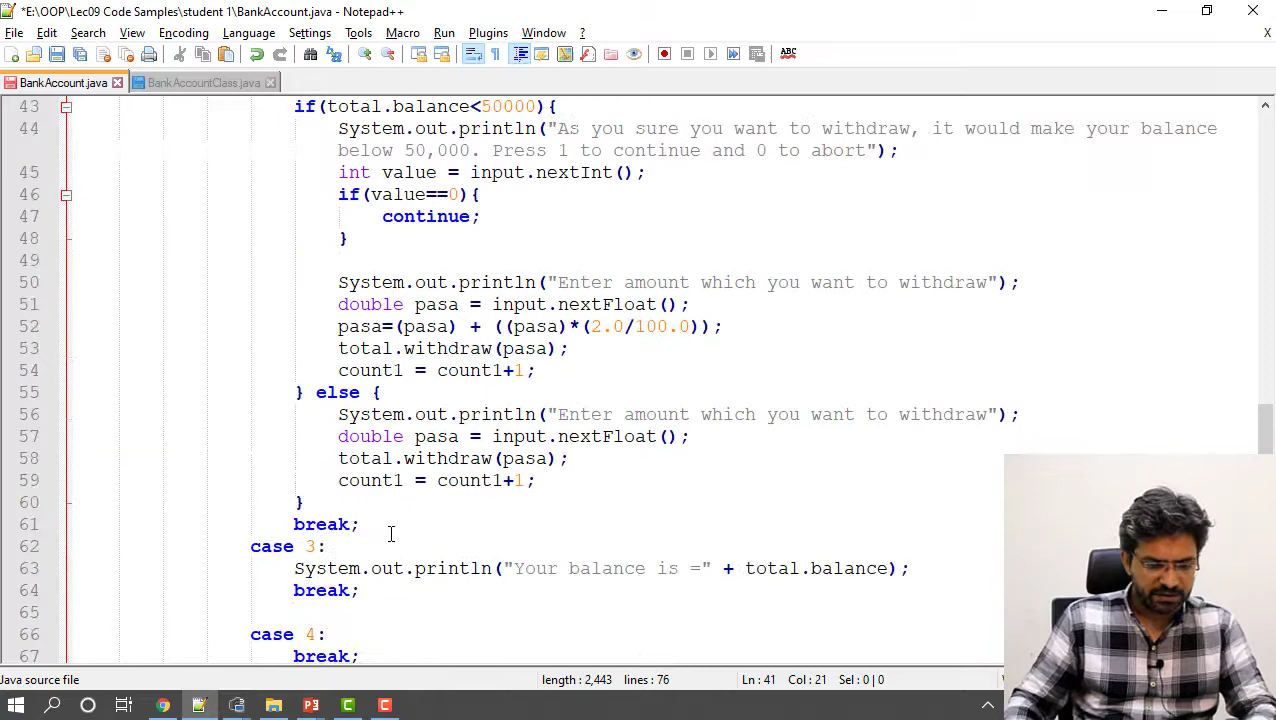 *E:\OOP\Lec09 Code Samples\student 1\BankAccount.java - Notepad++
File Edit Search View Encoding Language Settings Tools Macro Run Plugins Window ? X
ABC
BankAccount.java BankAccountClass.java
43 if(total.balance<50000){
44 System.out.println("As you sure you want to withdraw, it would make your balance
below 50,000. Press 1 to continue and 0 to abort");
45 int value = input.nextInt();
46 if(value==0){
47 continue;
48 }
49
50 System.out.println("Enter amount which you want to withdraw");
51 double pasa = input.nextFloat();
52 pasa=(pasa) + ((pasa)*(2.0/100.0));
53 total.withdraw(pasa);
54 count1 = count1+1;
55 } else {
56 System.out.println("Enter amount which you want to withdraw");
57 double pasa = input.nextFloat();
58 total.withdraw(pasa);
59 count1 = count1+1;
60 }
61 break;
62 case 3:
63 System.out.println("Your balance is =" + total.balance);
64 break;
65
66 case 4:
67 break;
Java source file length : 2,443 lines : 76 Ln : 41 Col : 21 Sel : 0 | 0